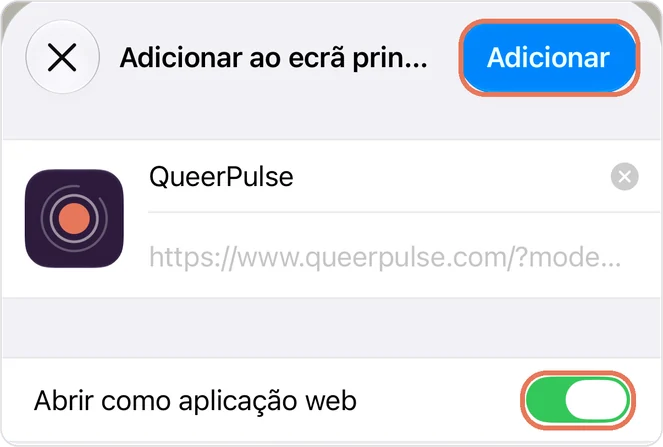 Adicionar ao ecrã prin...
Adicionar
QueerPulse
https://www.queerpulse.com/?mode...
Abrir como aplicação web